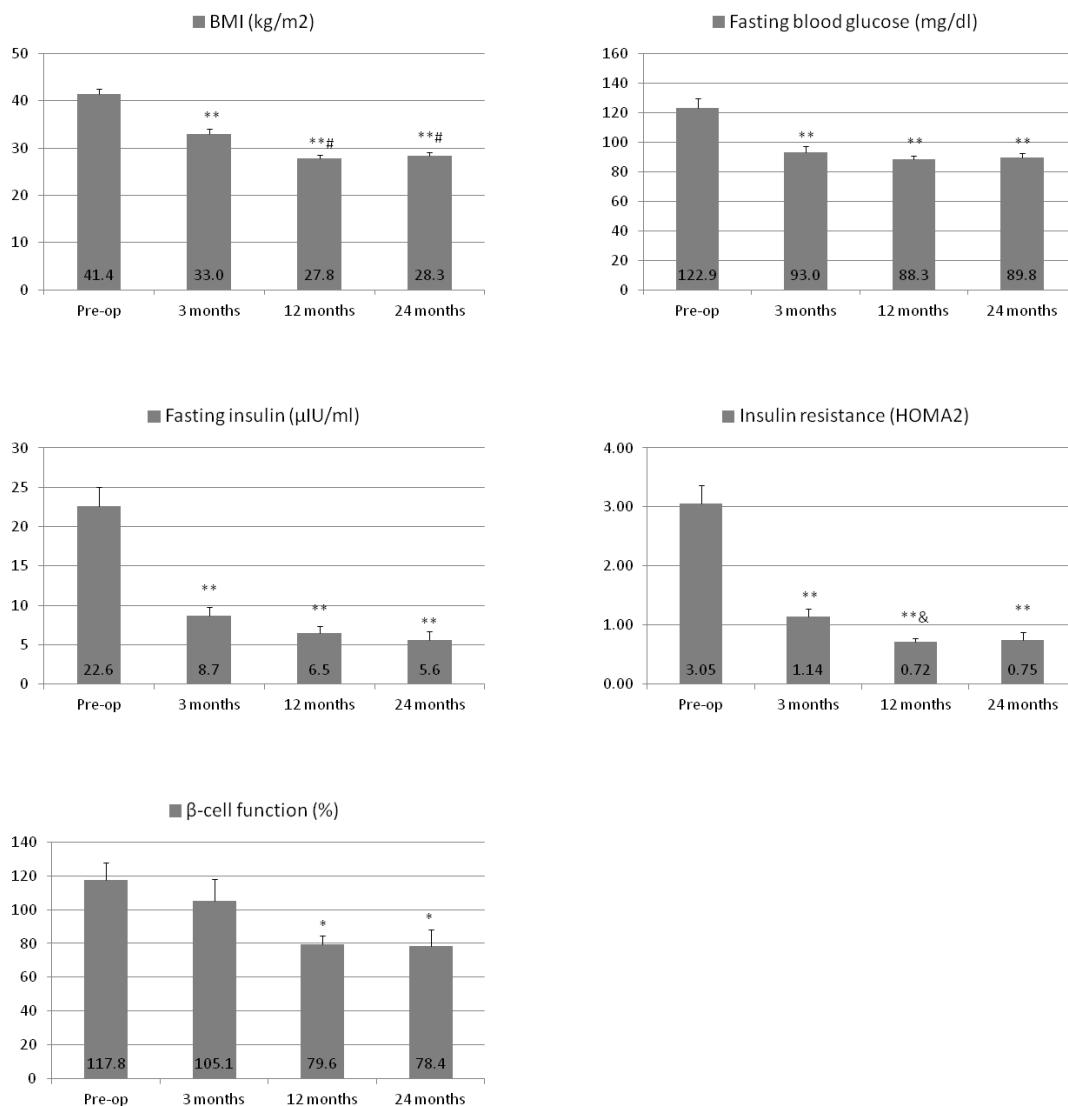 BMI (kg/m2)
50
40
30
20
10
0
**
**#
**#
41.4
33.0
27.8
28.3
Pre-op
3 months
12 months
24 months
Fasting blood glucose (mg/dl)
160
140
120
100
80
60
40
20
0
**
**
**
122.9
93.0
88.3
89.8
Pre-op
3 months
12 months
24 months
Fasting insulin (μIU/ml)
30
25
20
15
10
5
0
**
**
**
22.6
8.7
6.5
5.6
Pre-op
3 months
12 months
24 months
Insulin resistance (HOMA2)
4.00
3.00
2.00
1.00
0.00
**
**&
**
3.05
1.14
0.72
0.75
Pre-op
3 months
12 months
24 months
β-cell function (%)
140
120
100
80
60
40
20
0
*
*
117.8
105.1
79.6
78.4
Pre-op
3 months
12 months
24 months